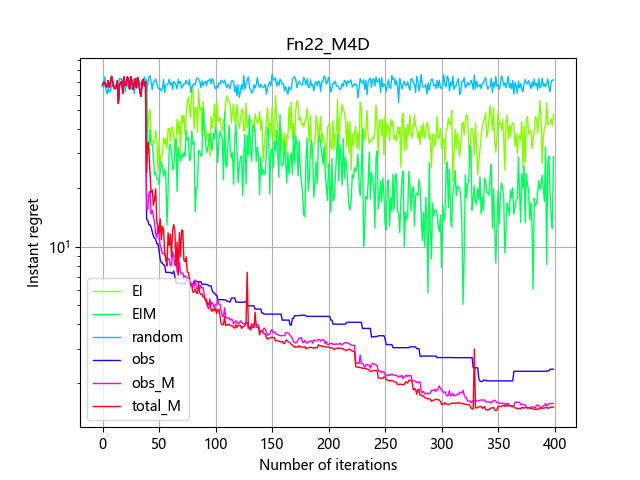 Fn22_M4D
Instant regret
10¹
EI
EIM
random
obs
obs_M
total_M
0 50 100 150 200 250 300 350 400
Number of iterations